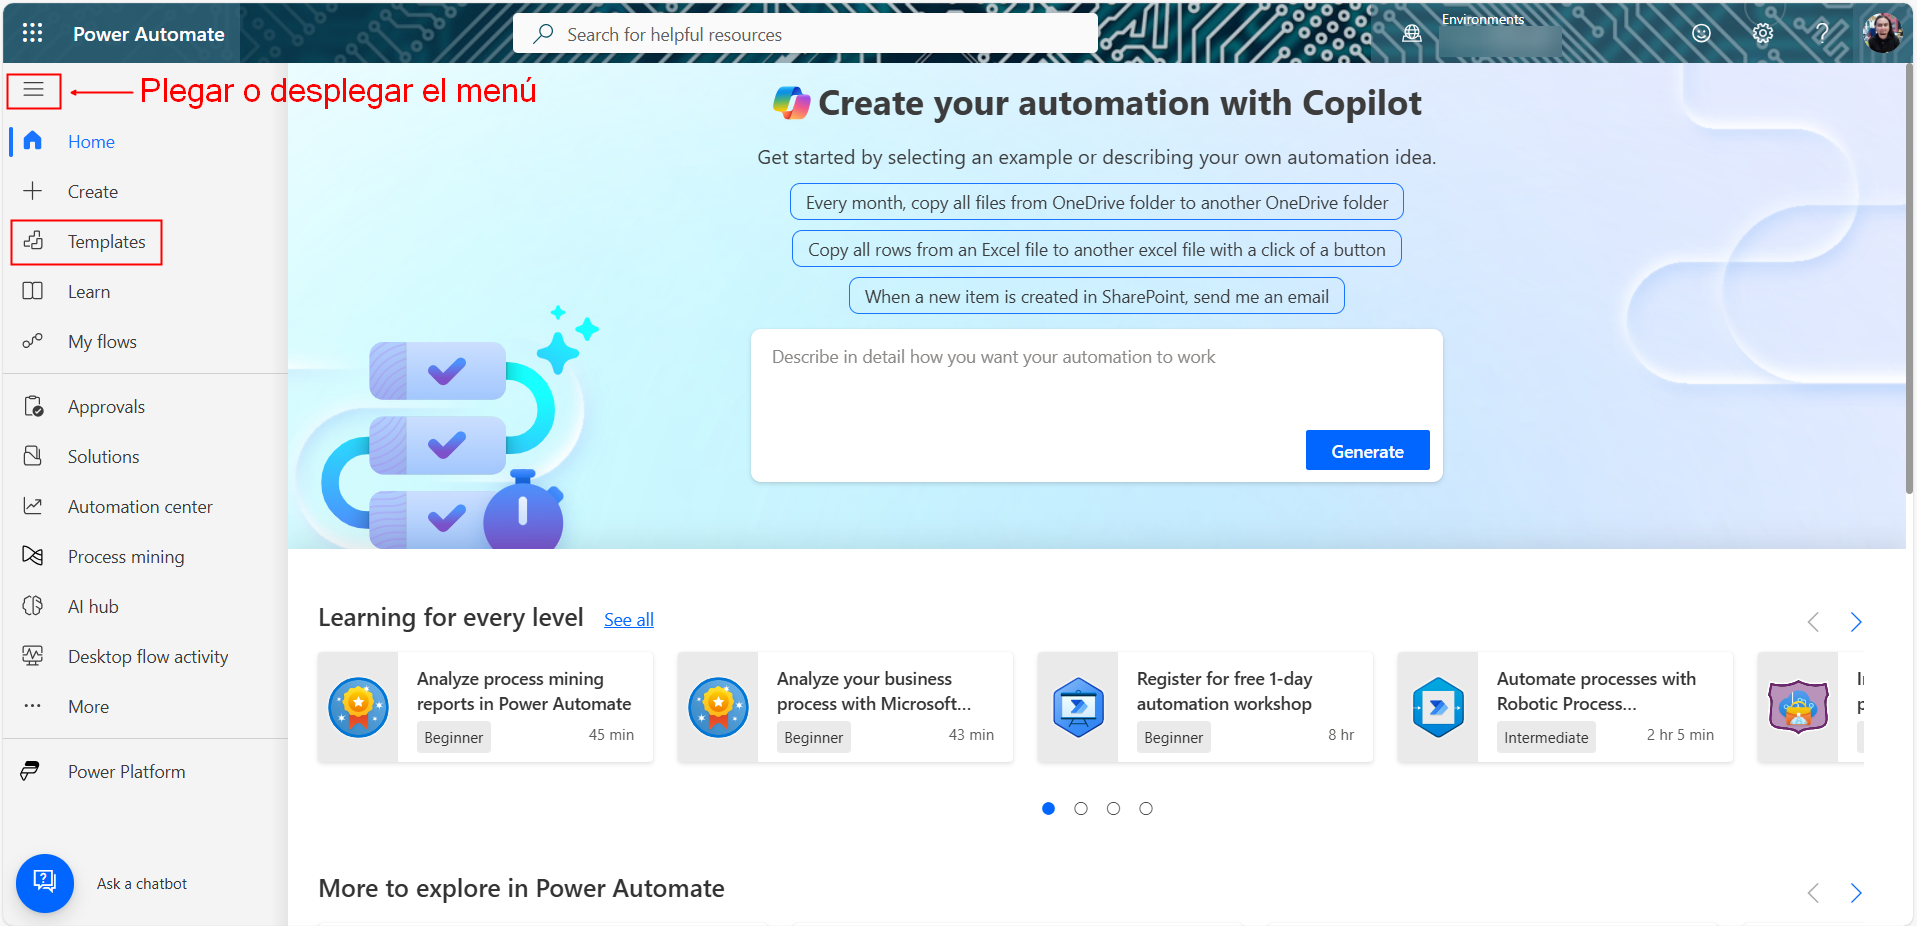 Power Automate
Search for helpful resources
Environments
Plegar o desplegar el menú
Home
Create
Templates
Learn
My flows
Approvals
Solutions
Automation center
Process mining
AI hub
Desktop flow activity
More
Power Platform
Ask a chatbot
Create your automation with Copilot
Get started by selecting an example or describing your own automation idea.
Every month, copy all files from OneDrive folder to another OneDrive folder
Copy all rows from an Excel file to another excel file with a click of a button
When a new item is created in SharePoint, send me an email
Describe in detail how you want your automation to work
Generate
Learning for every level See all
Analyze process mining
reports in Power Automate
Beginner 45 min
Analyze your business
process with Microsoft...
Beginner 43 min
Register for free 1-day
automation workshop
Beginner 8 hr
Automate processes with
Robotic Process...
Intermediate 2 hr 5 min
More to explore in Power Automate